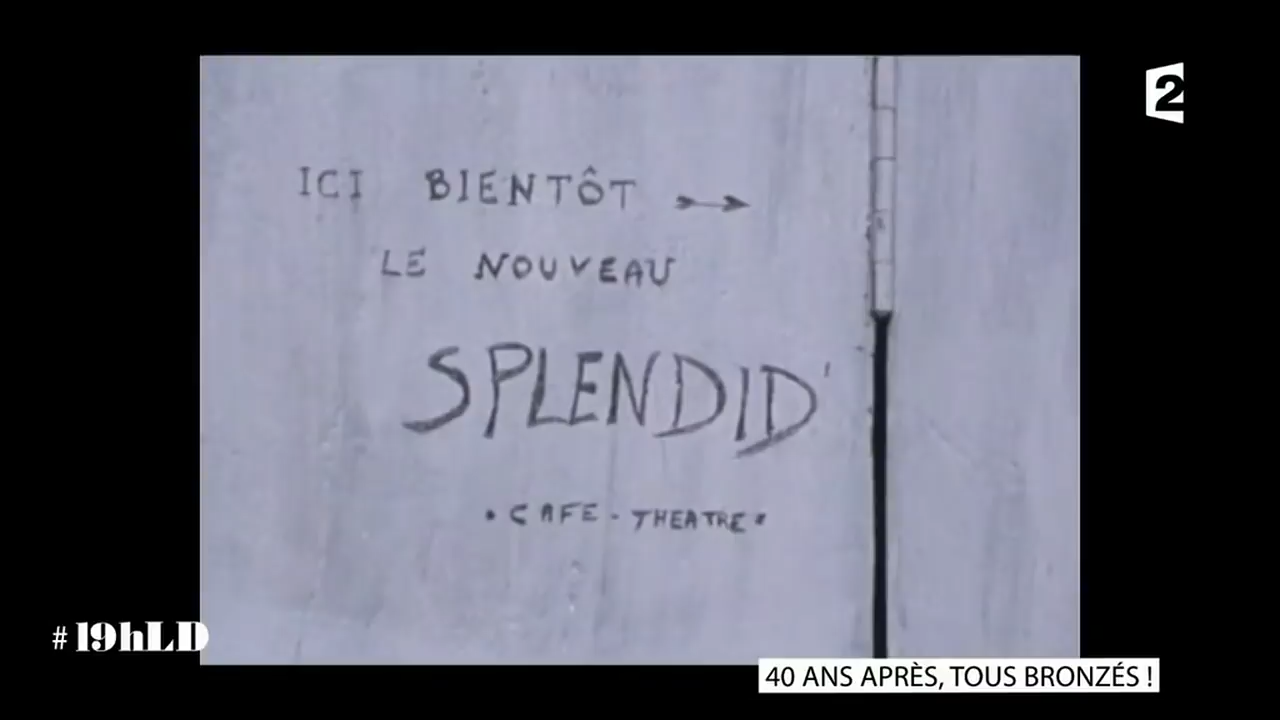 2
ICI BIENTÔT
LE NOUVEAU
SPLENDID'
• CAFE - THEATRE •
#19hLD
40 ANS APRÈS, TOUS BRONZÉS !